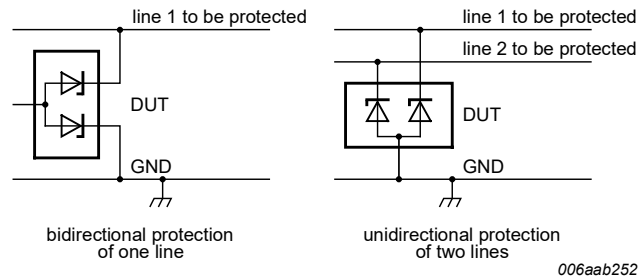 line 1 to be protected
DUT
GND
bidirectional protection
of one line
line 1 to be protected
line 2 to be protected
DUT
GND
unidirectional protection
of two lines
006aab252